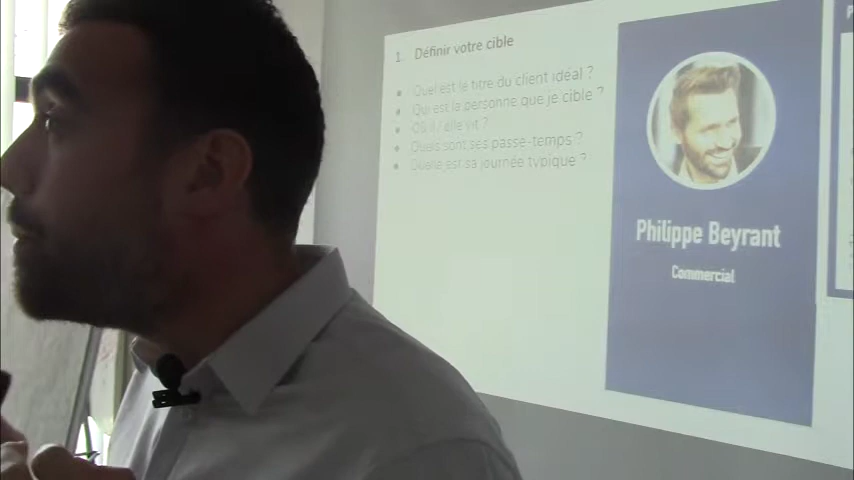 1. Définir votre cible
• Quel est le titre du client idéal ?
• Qui est la personne que je cible ?
• Où il / elle vit ?
• Quels sont ses passe-temps ?
• Quelle est sa journée typique ?
Philippe Beyrant
Commercial